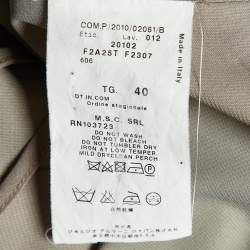 COM.P/2010/02061/B
Etic. Lav. 012
20102
F2A25T F2307
606
TG. 40
DT.IN.COM
Ordine stagionale
M.S.C. SRL
RN103723
DO NOT WASH
DO NOT BLEACH
DO NOT TUMBLE DRY
IRON AT LOW TEMPER
MILD DRYCLEAN PERCH
Made in Italy